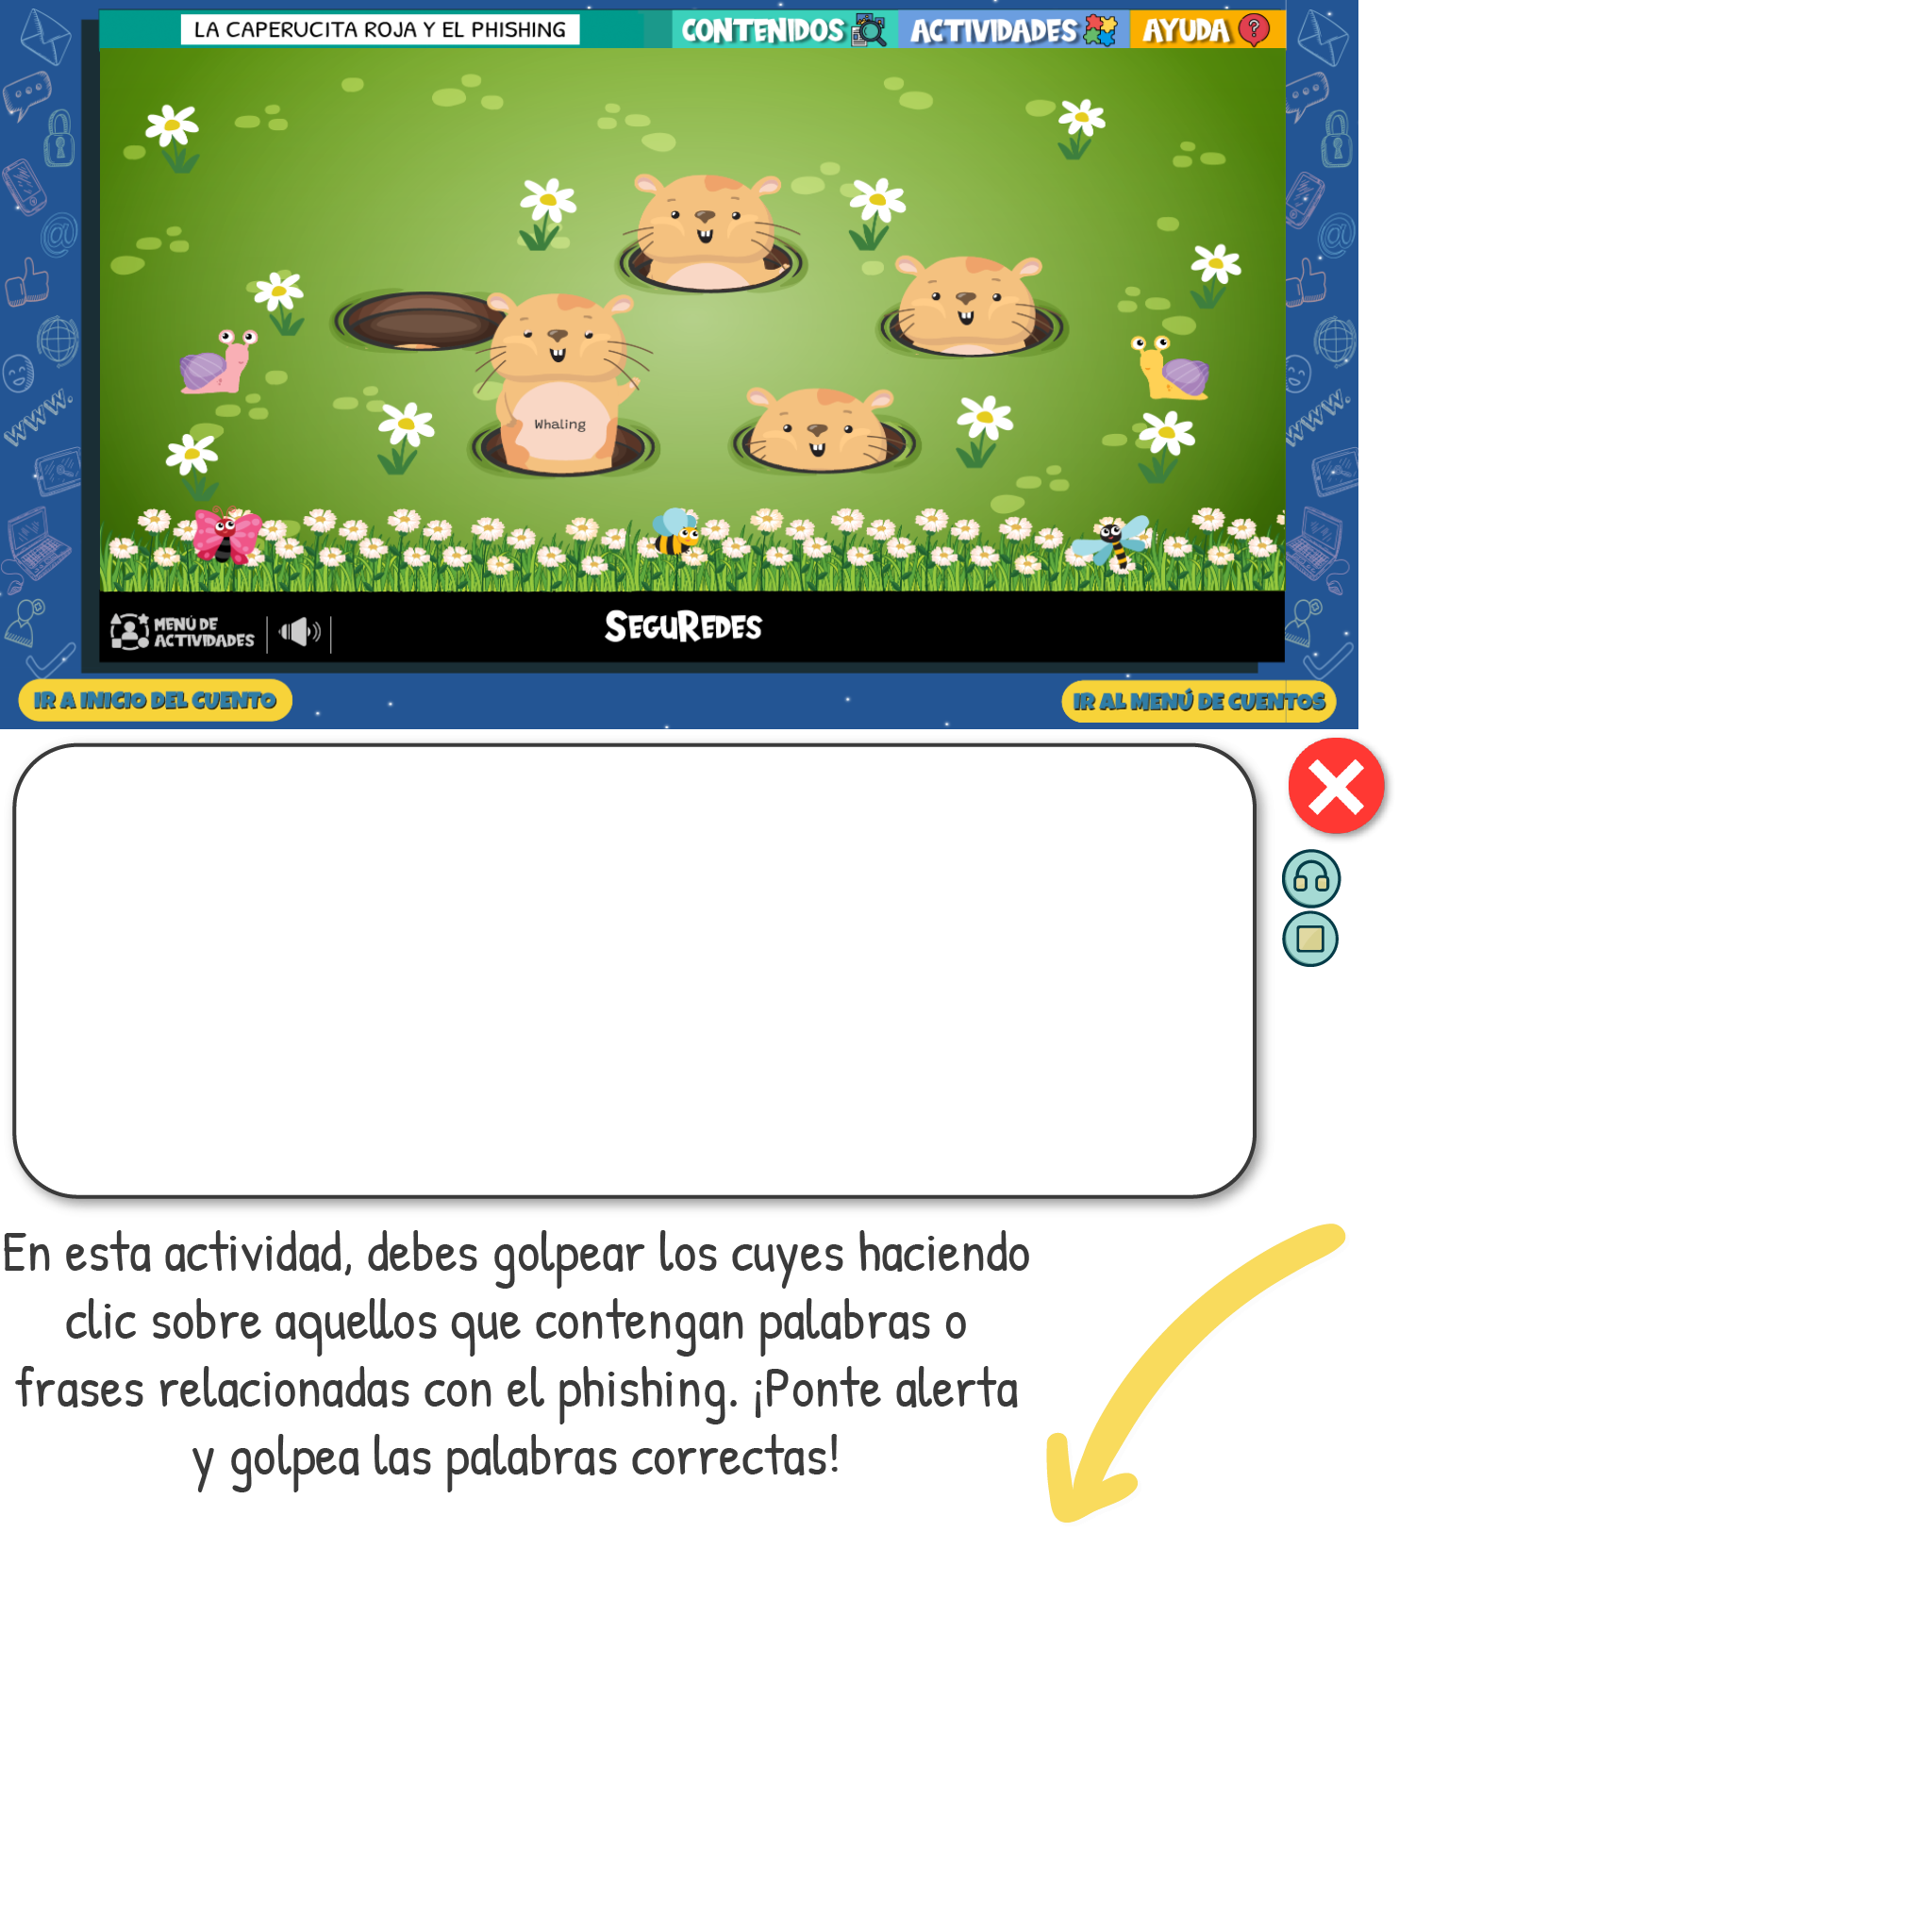 LA CAPERUCITA ROJA Y EL PHISHING
CONTENIDOS
ACTIVIDADES
AYUDA
?
@
@
www.
www.
Whaling
MENÚ DE
ACTIVIDADES
SEGUREDES
IR A INICIO DEL CUENTO
IR AL MENÚ DE CUENTOS
En esta actividad, debes golpear los cuyes haciendo
clic sobre aquellos que contengan palabras o
frases relacionadas con el phishing. ¡Ponte alerta
y golpea las palabras correctas!